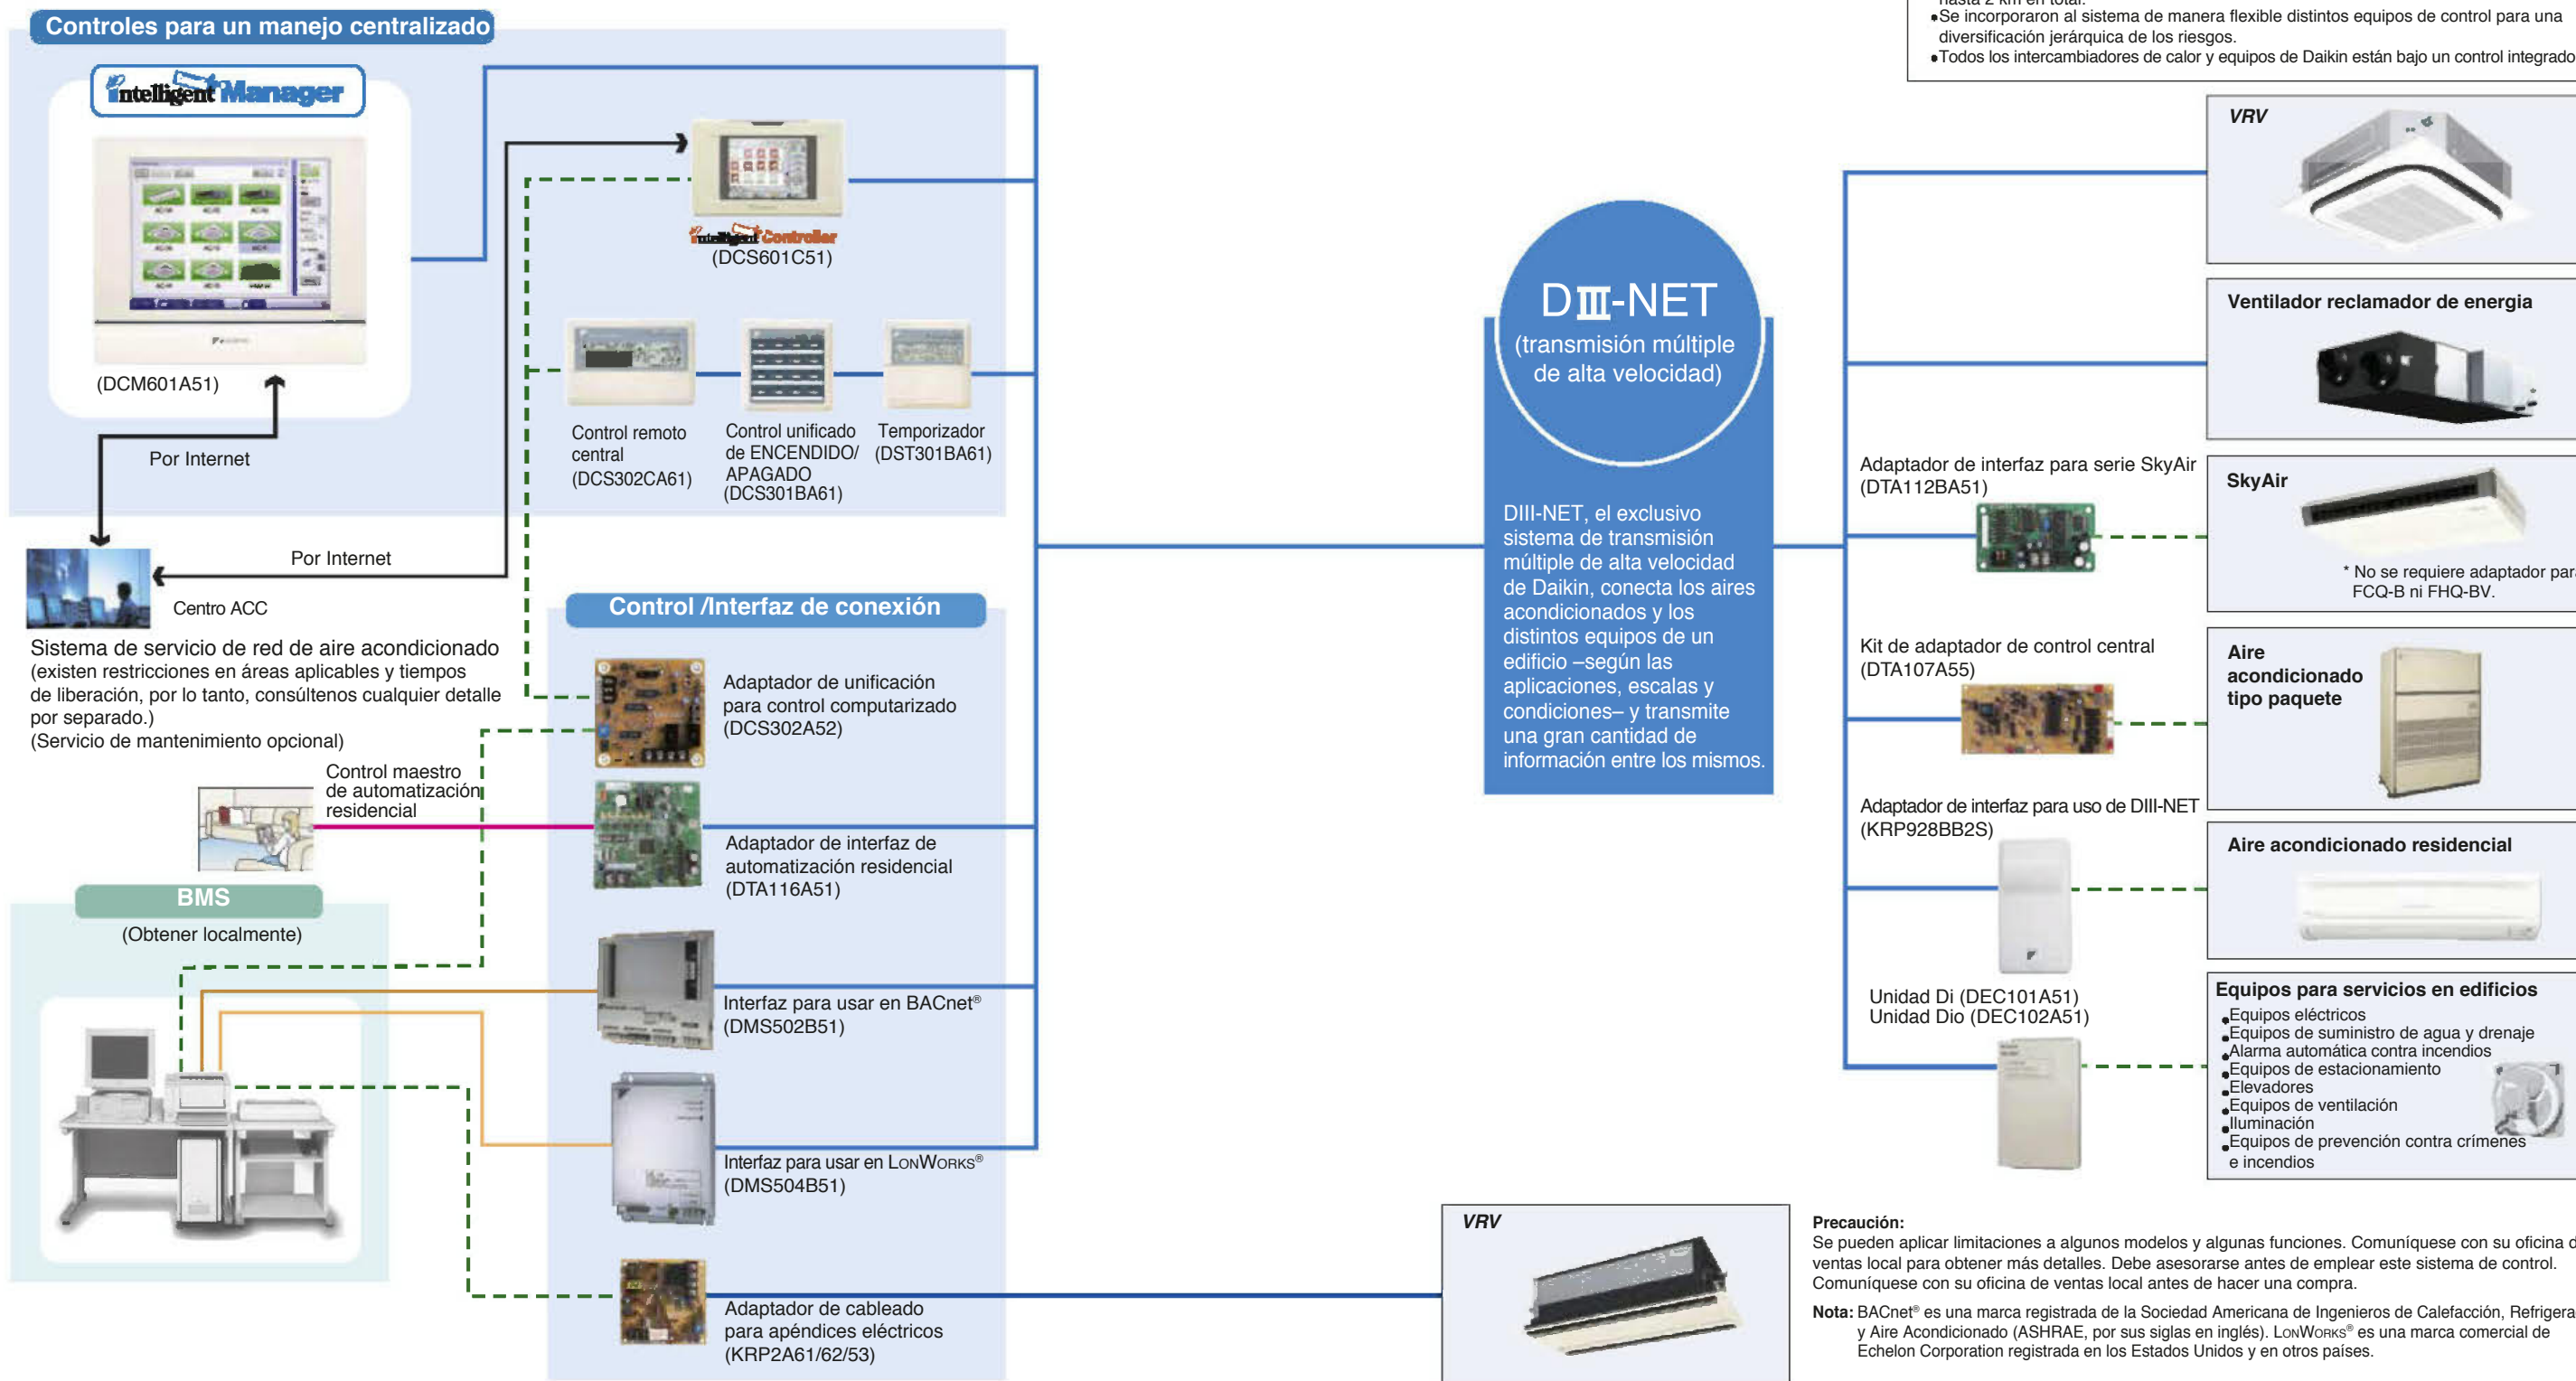 Controles para un manejo centralizado
intelligent Manager
(DCM601A51)
Por Internet
intelligent Controller
(DCS601C51)
Control remoto
central
(DCS302CA61)
Control unificado
de ENCENDIDO/
APAGADO
(DCS301BA61)
Temporizador
(DST301BA61)
Por Internet
Centro ACC
Sistema de servicio de red de aire acondicionado
(existen restricciones en áreas aplicables y tiempos
de liberación, por lo tanto, consúltenos cualquier detalle
por separado.)
(Servicio de mantenimiento opcional)
Control maestro
de automatización
residencial
BMS
(Obtener localmente)
Control /Interfaz de conexión
Adaptador de unificación
para control computarizado
(DCS302A52)
Adaptador de interfaz de
automatización residencial
(DTA116A51)
Interfaz para usar en BACnet®
(DMS502B51)
Interfaz para usar en LONWORKS®
(DMS504B51)
Adaptador de cableado
para apéndices eléctricos
(KRP2A61/62/53)
DIII-NET
(transmisión múltiple
de alta velocidad)
DIII-NET, el exclusivo
sistema de transmisión
múltiple de alta velocidad
de Daikin, conecta los aires
acondicionados y los
distintos equipos de un
edificio –según las
aplicaciones, escalas y
condiciones– y transmite
una gran cantidad de
información entre los mismos.
hasta 2 km en total.
•Se incorporaron al sistema de manera flexible distintos equipos de control para una
diversificación jerárquica de los riesgos.
•Todos los intercambiadores de calor y equipos de Daikin están bajo un control integrado
VRV
Ventilador reclamador de energia
Adaptador de interfaz para serie SkyAir
(DTA112BA51)
SkyAir
* No se requiere adaptador para
FCQ-B ni FHQ-BV.
Kit de adaptador de control central
(DTA107A55)
Aire
acondicionado
tipo paquete
Adaptador de interfaz para uso de DIII-NET
(KRP928BB2S)
Aire acondicionado residencial
Unidad Di (DEC101A51)
Unidad Dio (DEC102A51)
Equipos para servicios en edificios
•Equipos eléctricos
•Equipos de suministro de agua y drenaje
•Alarma automática contra incendios
•Equipos de estacionamiento
•Elevadores
•Equipos de ventilación
•Iluminación
•Equipos de prevención contra crímenes
e incendios
VRV
Precaución:
Se pueden aplicar limitaciones a algunos modelos y algunas funciones. Comuníquese con su oficina d
ventas local para obtener más detalles. Debe asesorarse antes de emplear este sistema de control.
Comuníquese con su oficina de ventas local antes de hacer una compra.
Nota: BACnet® es una marca registrada de la Sociedad Americana de Ingenieros de Calefacción, Refrigera
y Aire Acondicionado (ASHRAE, por sus siglas en inglés). LONWORKS® es una marca comercial de
Echelon Corporation registrada en los Estados Unidos y en otros países.